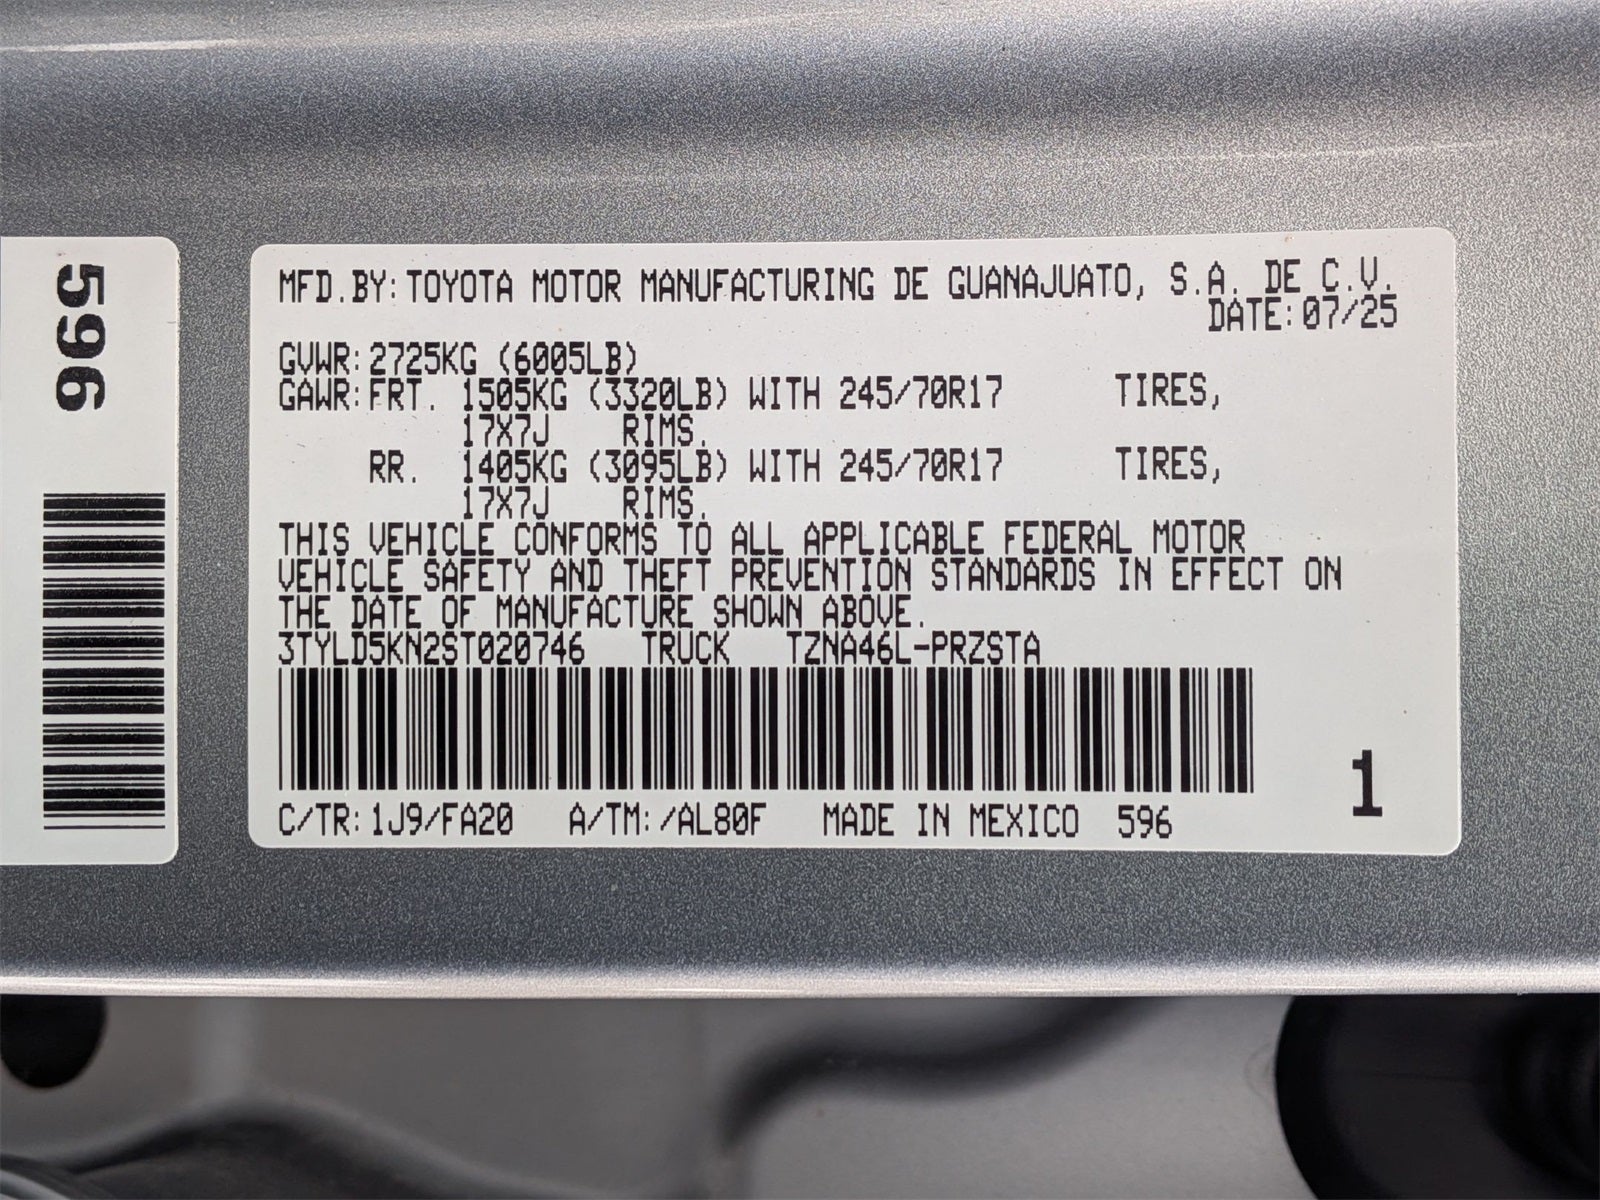 596
MFD.BY:TOYOTA MOTOR MANUFACTURING DE GUANAJUATO, S.A. DE C.V.
DATE:07/25
GVWR:2725KG (6005LB)
GAWR:FRT. 1505KG (3320LB) WITH 245/70R17 TIRES,
17X7J RIMS.
RR. 1405KG (3095LB) WITH 245/70R17 TIRES,
17X7J RIMS.
THIS VEHICLE CONFORMS TO ALL APPLICABLE FEDERAL MOTOR
VEHICLE SAFETY AND THEFT PREVENTION STANDARDS IN EFFECT ON
THE DATE OF MANUFACTURE SHOWN ABOVE.
3TYLD5KN2ST020746 TRUCK TZNA46L-PRZSTA
1
C/TR:1J9/FA20 A/TM:/AL80F MADE IN MEXICO 596